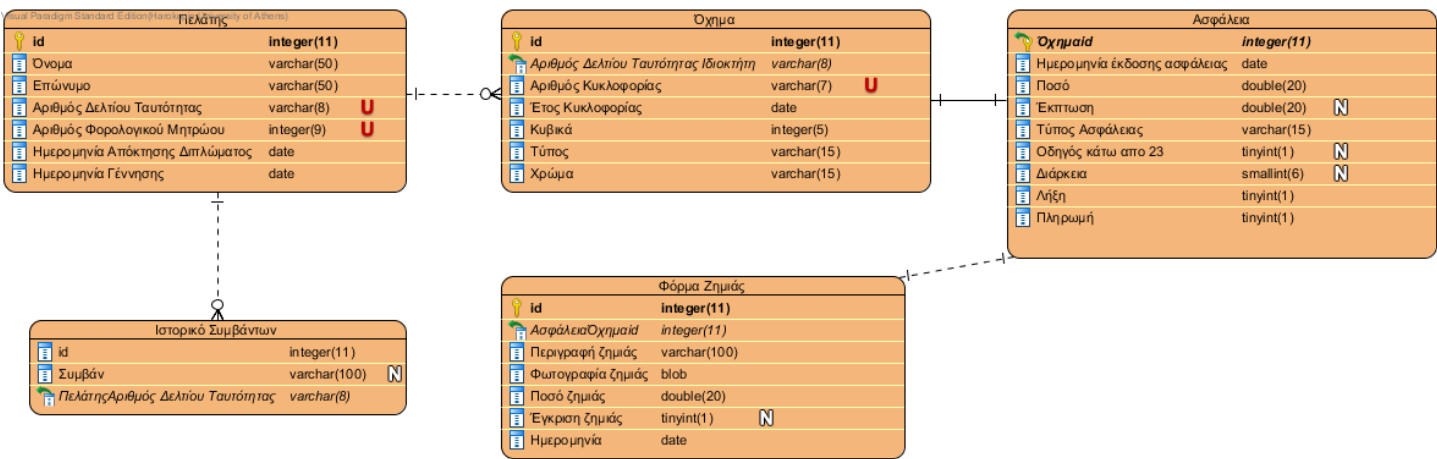 Visual Paradigm Standard Edition(Harokopio University of Athens)
Πελάτης
id integer(11)
Όνομα varchar(50)
Επώνυμο varchar(50)
Αριθμός Δελτίου Ταυτότητας varchar(8) U
Αριθμός Φορολογικού Μητρώου integer(9) U
Ημερομηνία Απόκτησης Διπλώματος date
Ημερομηνία Γέννησης date
Όχημα
id integer(11)
Αριθμός Δελτίου Ταυτότητας Ιδιοκτήτη varchar(8)
Αριθμός Κυκλοφορίας varchar(7) U
Έτος Κυκλοφορίας date
Κυβικά integer(5)
Τύπος varchar(15)
Χρώμα varchar(15)
Ασφάλεια
Όχημαid integer(11)
Ημερομηνία έκδοσης ασφάλειας date
Ποσό double(20)
Έκπτωση double(20) N
Τύπος Ασφάλειας varchar(15)
Οδηγός κάτω απο 23 tinyint(1) N
Διάρκεια smallint(6) N
Λήξη tinyint(1)
Πληρωμή tinyint(1)
Ιστορικό Συμβάντων
id integer(11)
Συμβάν varchar(100) N
ΠελάτηςΑριθμός Δελτίου Ταυτότητας varchar(8)
Φόρμα Ζημιάς
id integer(11)
ΑσφάλειαΌχημαid integer(11)
Περιγραφή ζημιάς varchar(100)
Φωτογραφία ζημιάς blob
Ποσό ζημιάς double(20)
Έγκριση ζημιάς tinyint(1) N
Ημερομηνία date